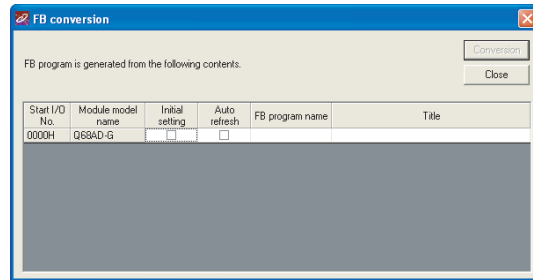 FB conversion
FB program is generated from the following contents.
Conversion
Close
Start I/O No. Module model name Initial setting Auto refresh FB program name Title
0000H Q68AD-G